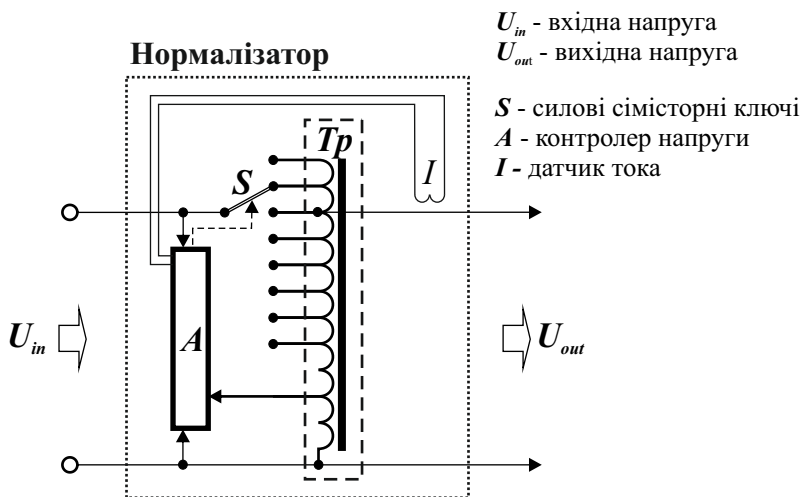 U_in - вхідна напруга
U_out - вихідна напруга
Нормалізатор
S - силові сімісторні ключі
A - контролер напруги
I - датчик тока
Tp
S
I
A
U_in
U_out